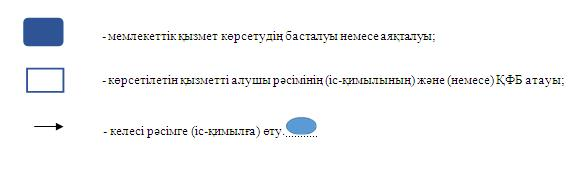 - мемлекеттік қызмет көрсетудің басталуы немесе аяқталуы;
- көрсетілетін қызметті алушы рәсімінің (іс-қимылының) және (немесе) ҚФБ атауы;
- келесі рәсімге (іс-қимылға) өту.